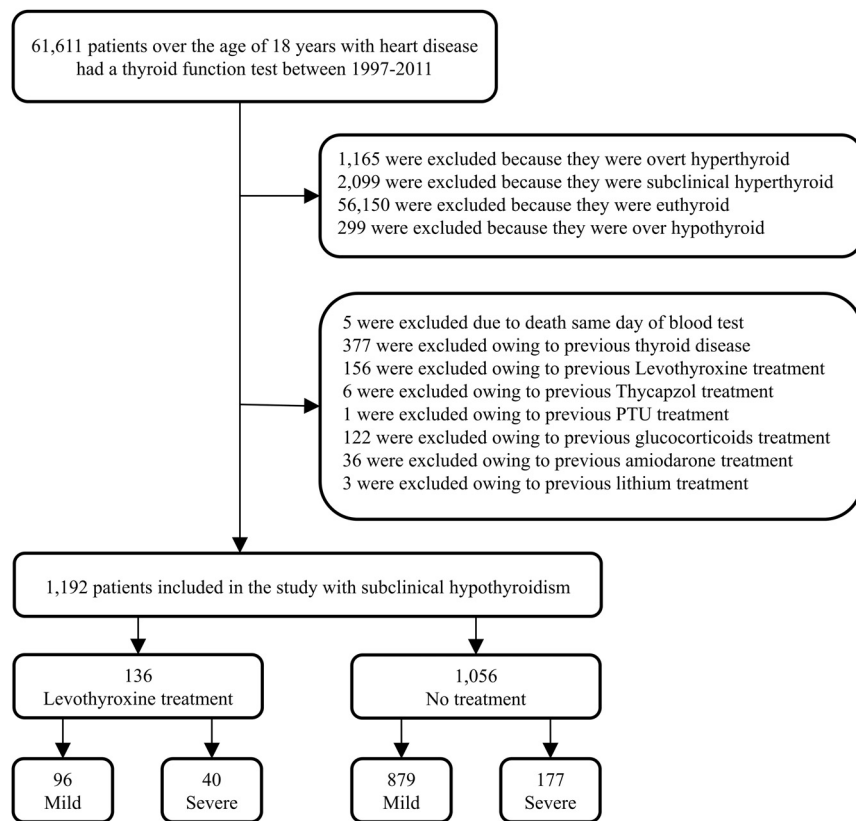 61,611 patients over the age of 18 years with heart disease
had a thyroid function test between 1997-2011
1,165 were excluded because they were overt hyperthyroid
2,099 were excluded because they were subclinical hyperthyroid
56,150 were excluded because they were euthyroid
299 were excluded because they were over hypothyroid
5 were excluded due to death same day of blood test
377 were excluded owing to previous thyroid disease
156 were excluded owing to previous Levothyroxine treatment
6 were excluded owing to previous Thycapzol treatment
1 were excluded owing to previous PTU treatment
122 were excluded owing to previous glucocorticoids treatment
36 were excluded owing to previous amiodarone treatment
3 were excluded owing to previous lithium treatment
1,192 patients included in the study with subclinical hypothyroidism
136
Levothyroxine treatment
1,056
No treatment
96
Mild
40
Severe
879
Mild
177
Severe